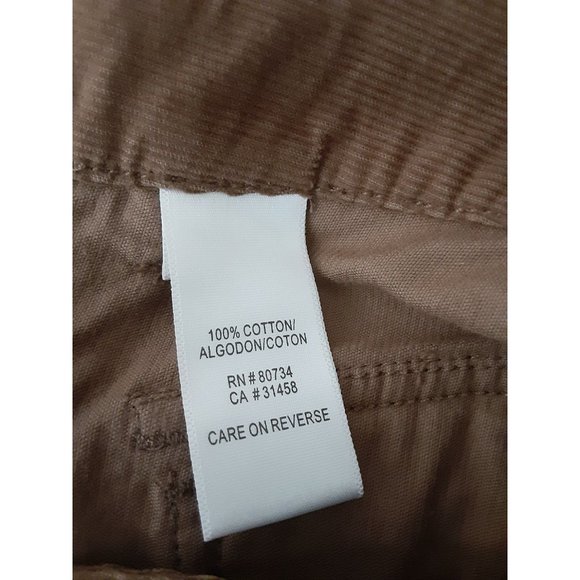 100% COTTON/
ALGODON/COTON
RN # 80734
CA # 31458
CARE ON REVERSE